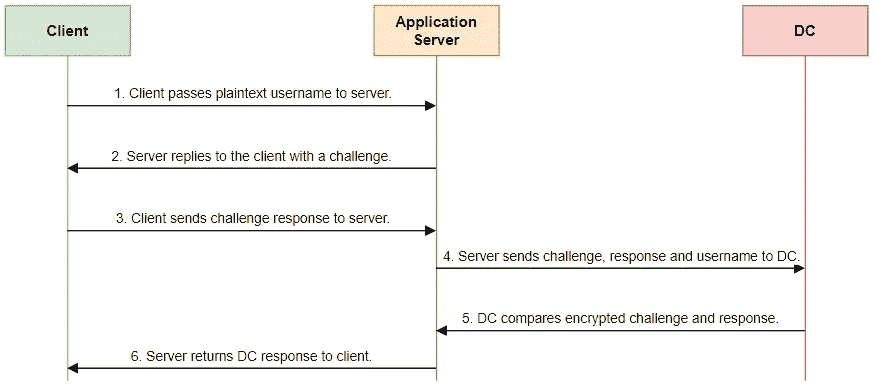 Client
Application
Server
DC
1. Client passes plaintext username to server.
2. Server replies to the client with a challenge.
3. Client sends challenge response to server.
4. Server sends challenge, response and username to DC.
5. DC compares encrypted challenge and response.
6. Server returns DC response to client.